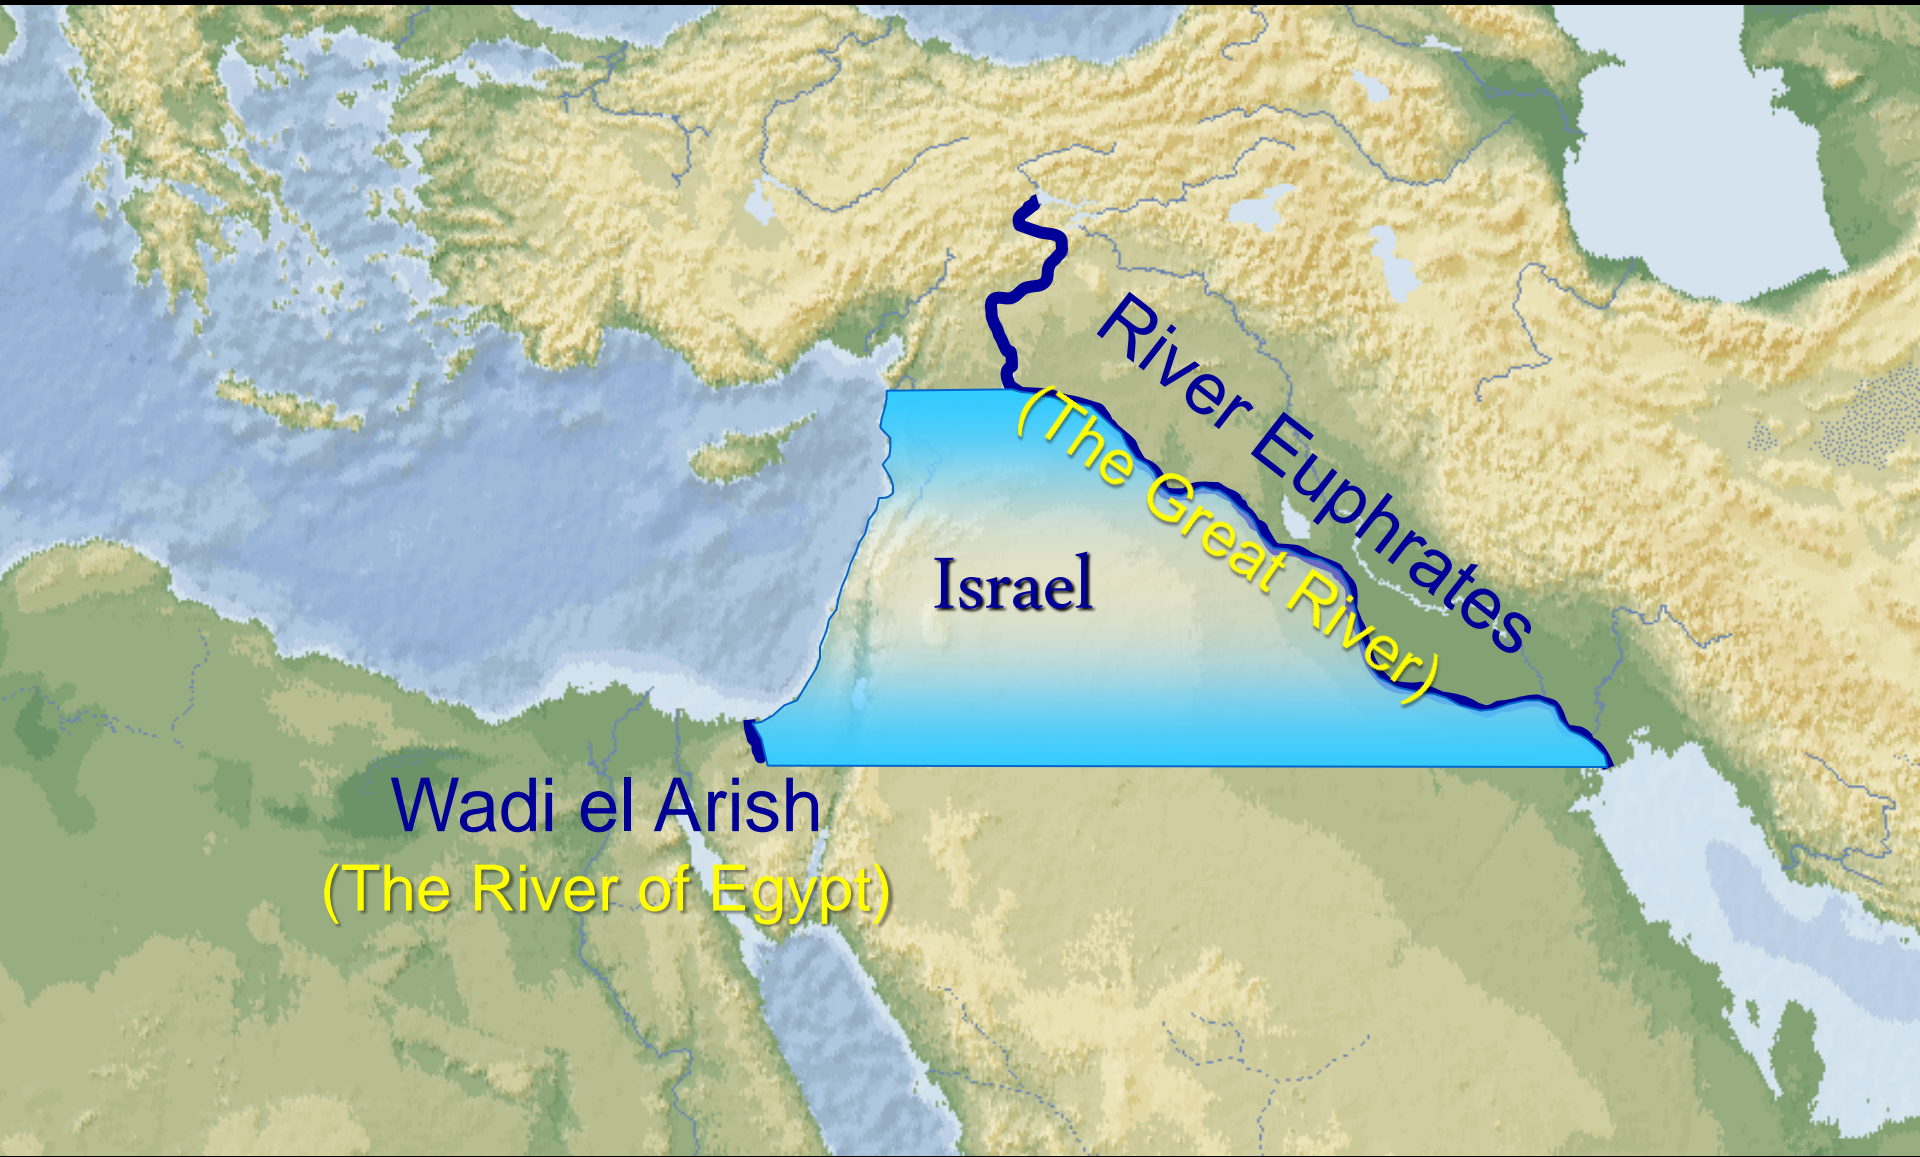 River Euphrates
(The Great River)
Israel
Wadi el Arish
(The River of Egypt)